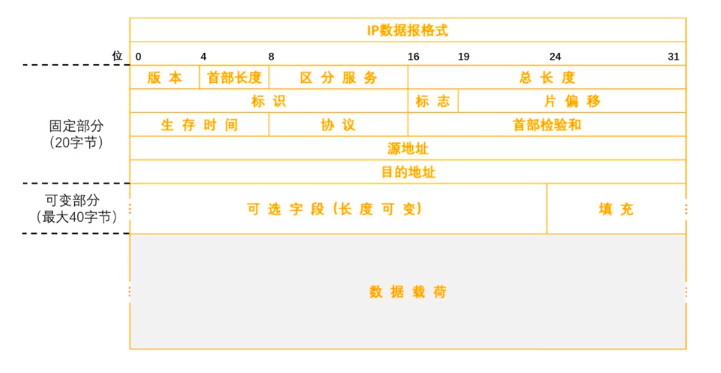 IP数据报格式
位 0 4 8 16 19 24 31
版 本 首部长度 区 分 服 务 总 长 度
标 识 标 志 片 偏 移
固定部分
(20字节)
生 存 时 间 协 议 首部检验和
源地址
目的地址
可变部分
(最大40字节)
可 选 字 段 (长 度 可 变) 填 充
数 据 载 荷